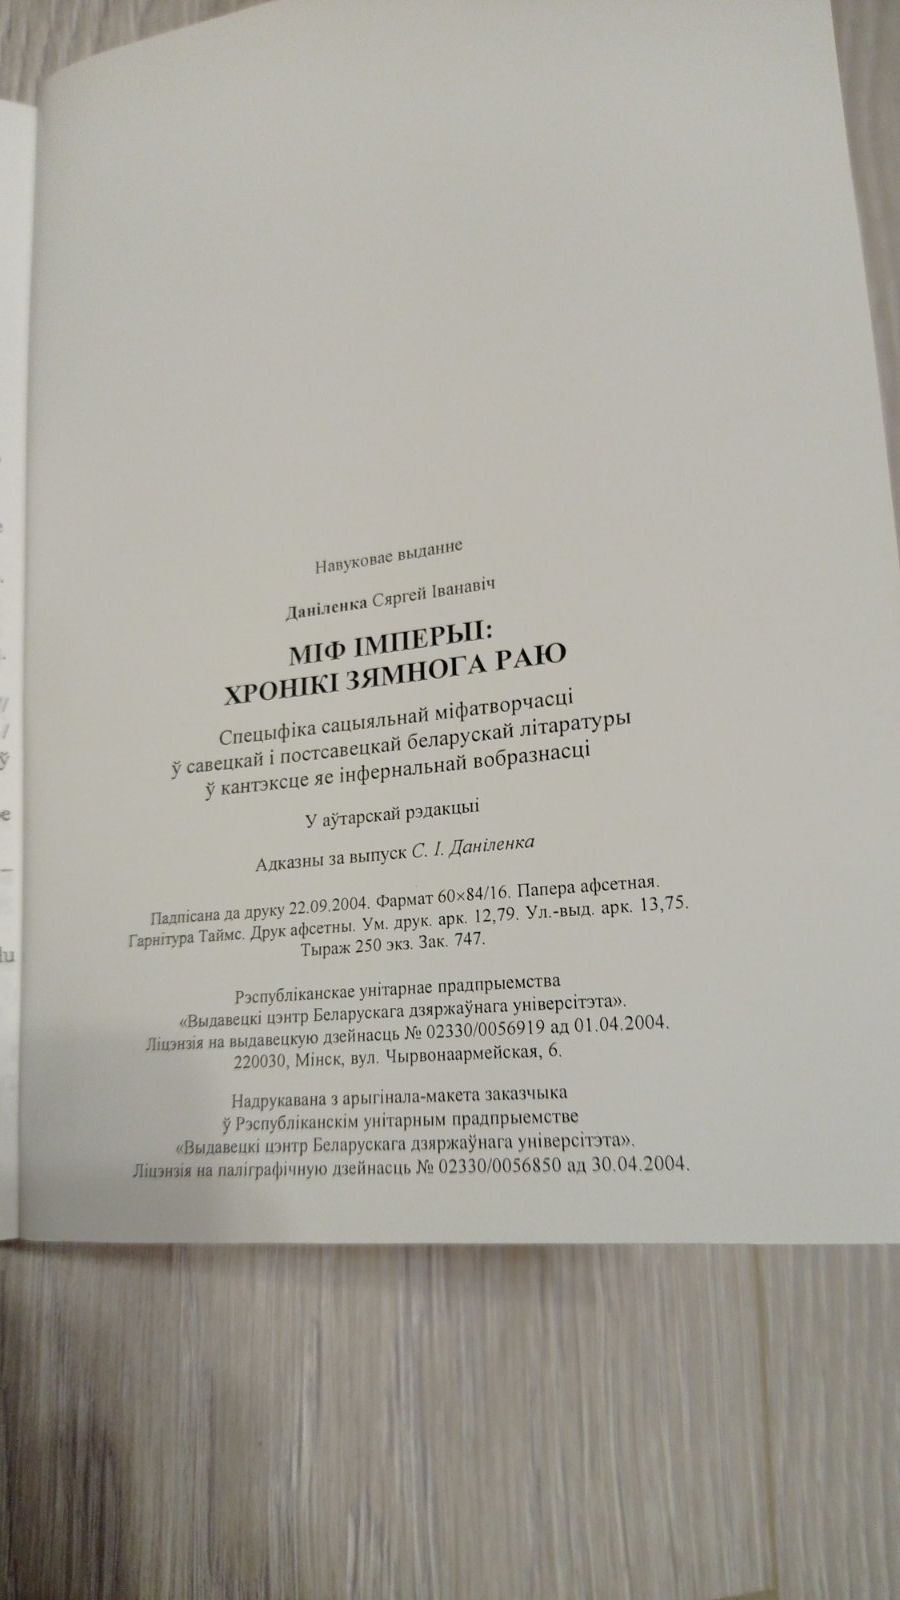 Навуковае выданне
Даніленка Сяргей Іванавіч
МІФ ІМПЕРЫІ:
ХРОНІКІ ЗЯМНОГА РАЮ
Спецыфіка сацыяльнай міфатворчасці
ў савецкай і постсавецкай беларускай літаратуры
ў кантэксце яе інфернальнай вобразнасці
У аўтарскай рэдакцыі
Адказны за выпуск С. І. Даніленка
Падпісана да друку 22.09.2004. Фармат 60×84/16. Папера афсетная.
Гарнітура Таймс. Друк афсетны. Ум. друк. арк. 12,79. Ул.-выд. арк. 13,75.
Тыраж 250 экз. Зак. 747.
Рэспубліканскае унітарнае прадпрыемства
«Выдавецкі цэнтр Беларускага дзяржаўнага універсітэта».
Ліцэнзія на выдавецкую дзейнасць № 02330/0056919 ад 01.04.2004.
220030, Мінск, вул. Чырвонаармейская, 6.
Надрукавана з арыгінала-макета заказчыка
ў Рэспубліканскім унітарным прадпрыемстве
«Выдавецкі цэнтр Беларускага дзяржаўнага універсітэта».
Ліцэнзія на паліграфічную дзейнасць № 02330/0056850 ад 30.04.2004.